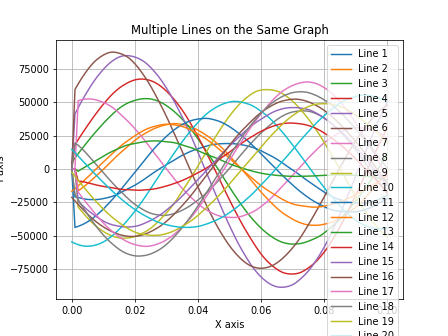 Multiple Lines on the Same Graph
75000
50000
25000
0
−25000
−50000
−75000
0.00
0.02
0.04
0.06
X axis
Line 1
Line 2
Line 3
Line 4
Line 5
Line 6
Line 7
Line 8
Line 9
Line 10
Line 11
Line 12
Line 13
Line 14
Line 15
Line 16
Line 17
Line 18
Line 19
Line 20